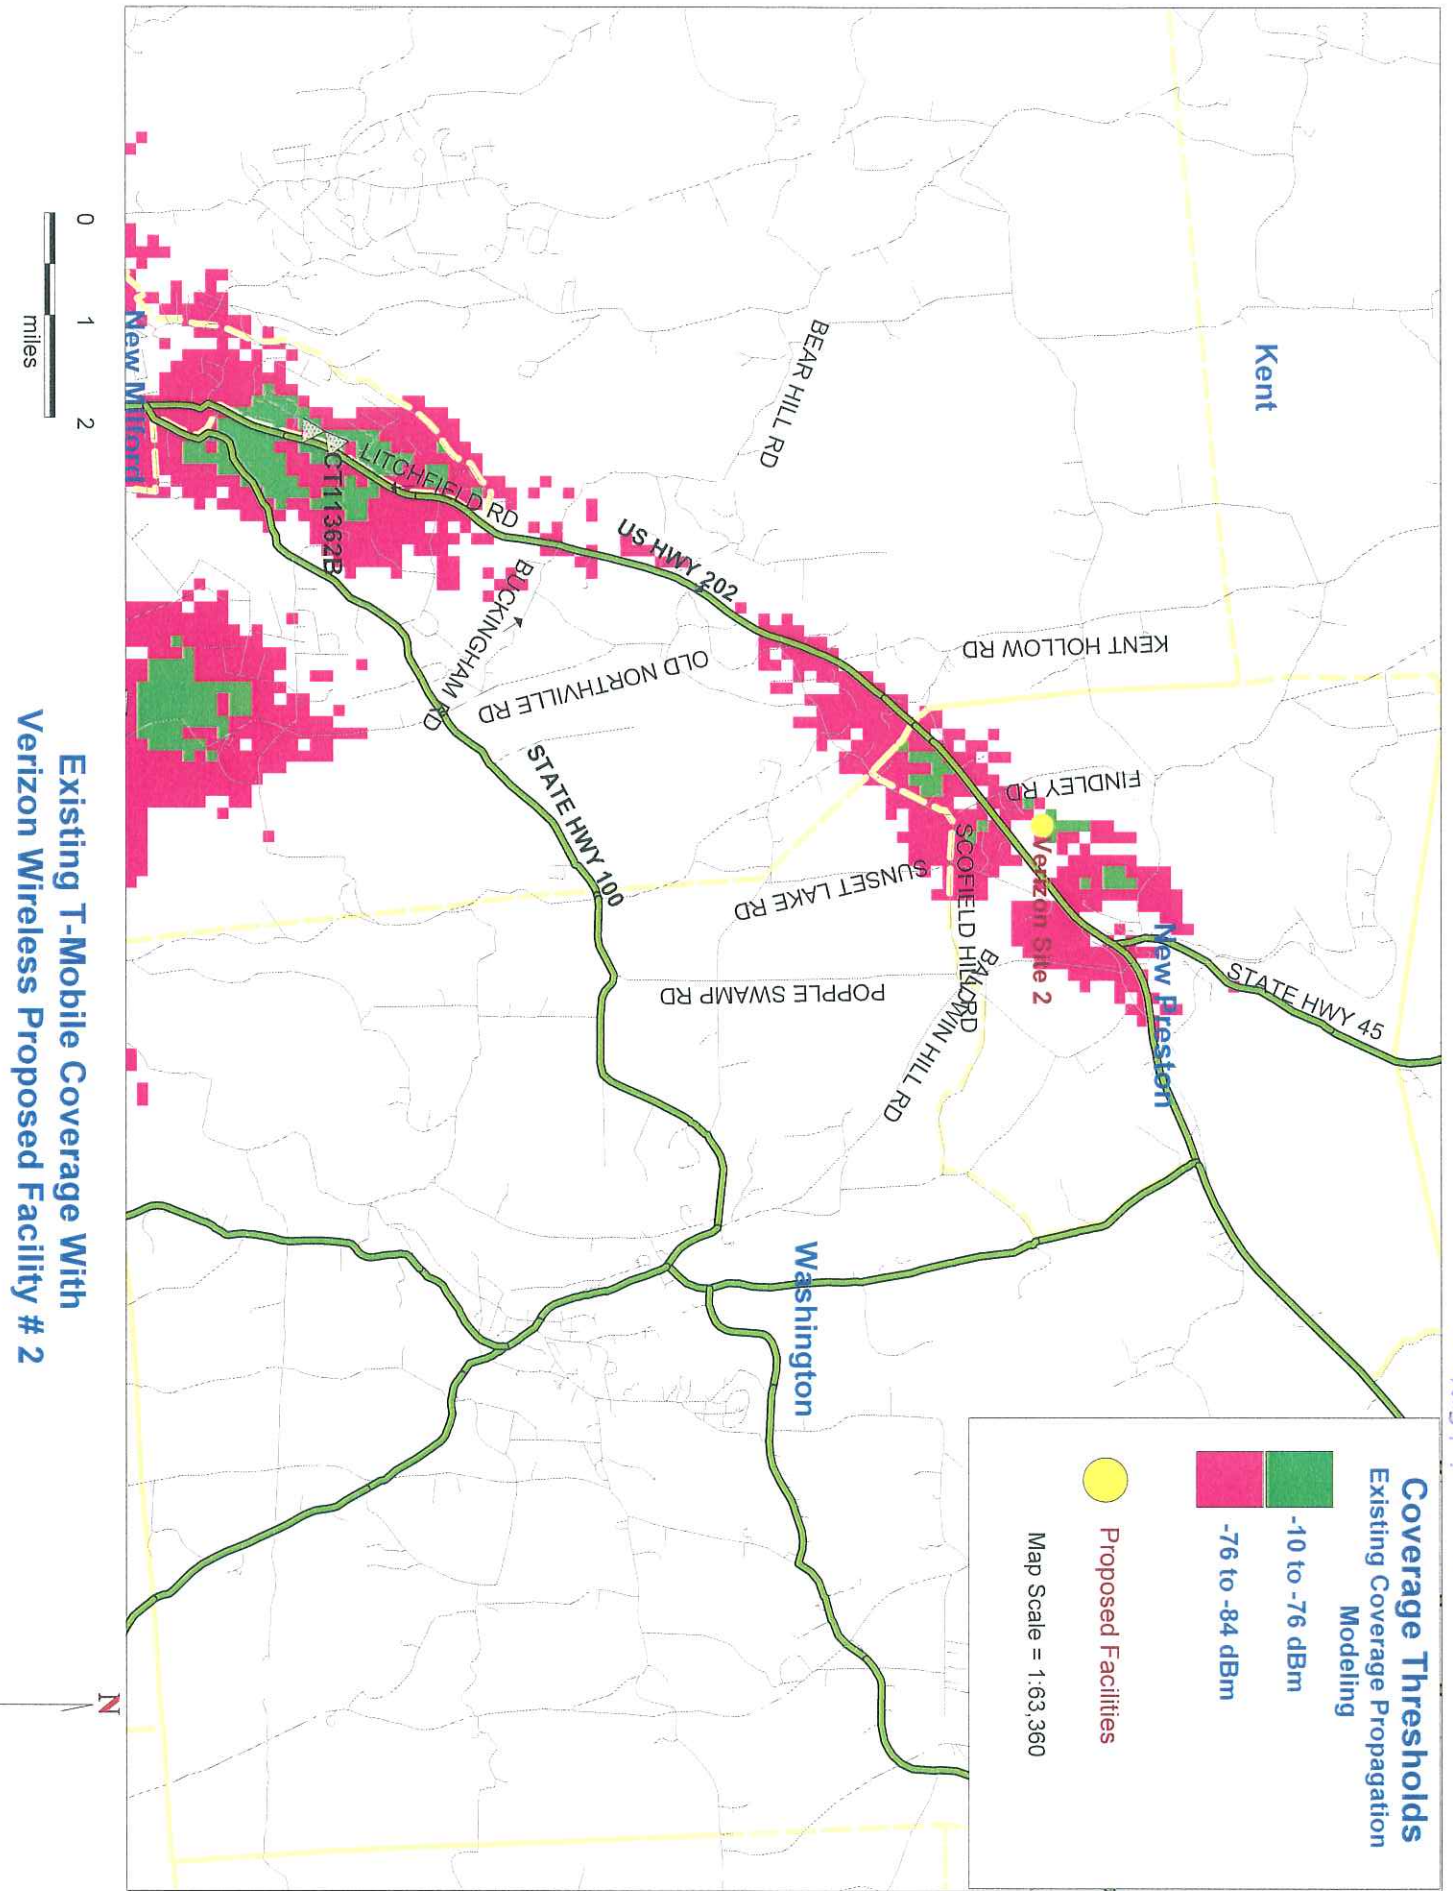 Coverage Thresholds
Existing Coverage Propagation
Modeling
-10 to -76 dBm
-76 to -84 dBm
Proposed Facilities
Map Scale = 1:63,360
Kent
KENT HOLLOW RD
FINDLEY RD
STATE HWY 45
New Preston
Verizon Site 2
SCOFIELD HILL RD
BALDWIN HILL RD
SUNSET LAKE RD
POPPLE SWAMP RD
BEAR HILL RD
US HWY 202
OLD NORTHVILLE RD
BUCKINGHAM RD
STATE HWY 100
LITCHFIELD RD
CT11362B
New Milford
Washington
0 1 2
miles
N
Existing T-Mobile Coverage With
Verizon Wireless Proposed Facility # 2